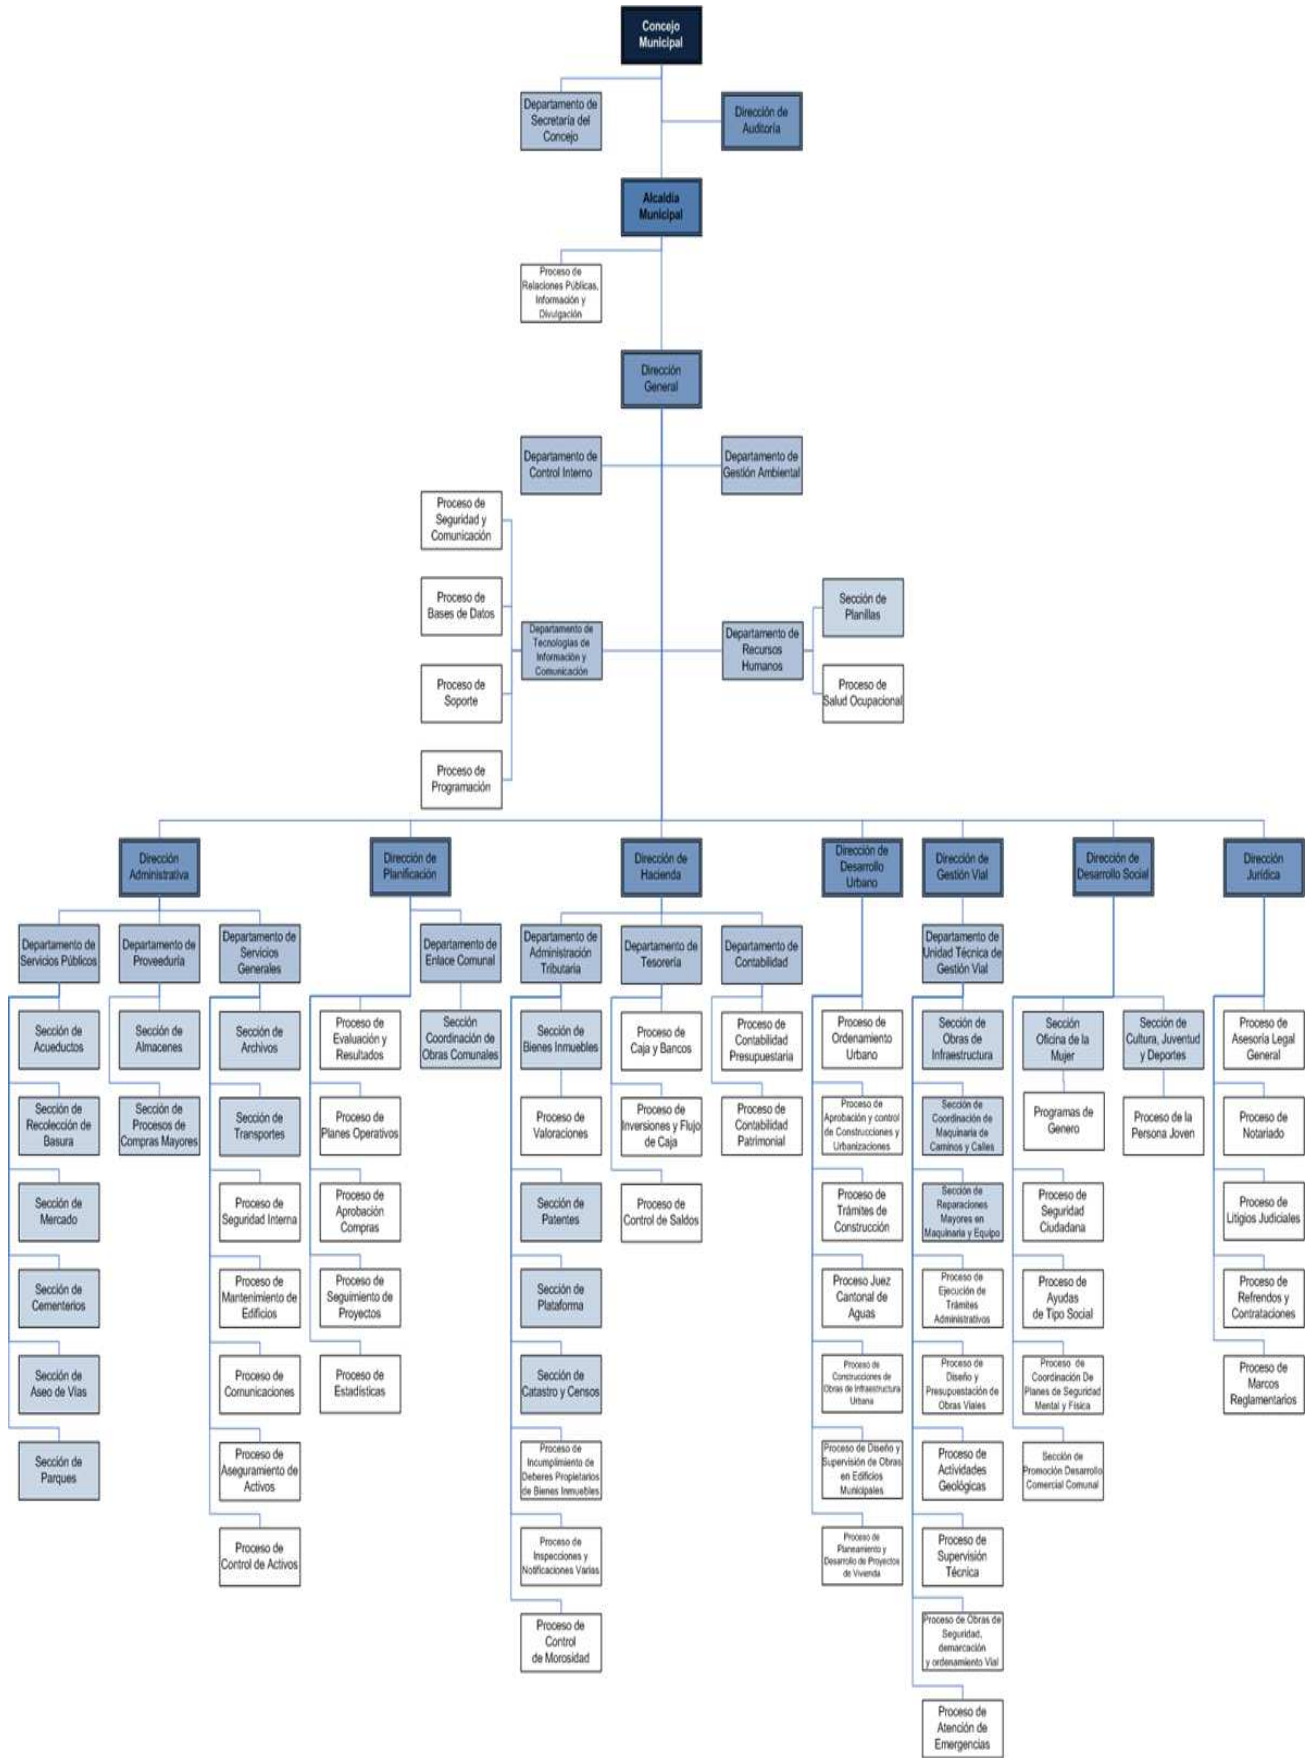 Concejo
Municipal
Departamento de
Secretaría del
Concejo
Dirección de
Auditoría
Alcaldía
Municipal
Proceso de
Relaciones Públicas,
Información y
Divulgación
Dirección
General
Departamento de
Control Interno
Departamento de
Gestión Ambiental
Proceso de
Seguridad y
Comunicación
Proceso de
Bases de Datos
Departamento de
Tecnologías de
Información y
Comunicación
Proceso de
Soporte
Proceso de
Programación
Departamento de
Recursos
Humanos
Sección de
Planillas
Proceso de
Salud Ocupacional
Dirección
Administrativa
Departamento de
Servicios Públicos
Sección de
Acueductos
Sección de
Recolección de
Basura
Sección de
Mercado
Sección de
Cementerios
Sección de
Aseo de Vías
Sección de
Parques
Departamento de
Proveeduría
Sección de
Almacenes
Sección de
Procesos de
Compras Mayores
Departamento de
Servicios
Generales
Sección de
Archivos
Sección de
Transportes
Proceso de
Seguridad Interna
Proceso de
Mantenimiento de
Edificios
Proceso de
Comunicaciones
Proceso de
Aseguramiento de
Activos
Proceso de
Control de Activos
Dirección de
Planificación
Proceso de
Evaluación y
Resultados
Proceso de
Planes Operativos
Proceso de
Aprobación
Compras
Proceso de
Seguimiento de
Proyectos
Proceso de
Estadísticas
Departamento de
Enlace Comunal
Sección
Coordinación de
Obras Comunales
Dirección de
Hacienda
Departamento de
Administración
Tributaria
Sección de
Bienes Inmuebles
Proceso de
Valoraciones
Sección de
Patentes
Sección de
Plataforma
Sección de
Catastro y Censos
Proceso de
Incumplimiento de
Deberes Propietarios
de Bienes Inmuebles
Proceso de
Inspecciones y
Notificaciones Varias
Proceso de
Control
de Morosidad
Departamento de
Tesorería
Proceso de
Caja y Bancos
Proceso de
Inversiones y Flujo
de Caja
Proceso de
Control de Saldos
Departamento de
Contabilidad
Proceso de
Contabilidad
Presupuestaria
Proceso de
Contabilidad
Patrimonial
Dirección de
Desarrollo
Urbano
Proceso de
Ordenamiento
Urbano
Proceso de
Aprobación y control
de Construcciones y
Urbanizaciones
Proceso de
Trámites de
Construcción
Proceso Juez
Cantonal de
Aguas
Proceso de
Construcciones de
Obras de Infraestructura
Urbana
Proceso de Diseño y
Supervisión de Obras
en Edificios
Municipales
Proceso de
Planeamiento y
Desarrollo de Proyectos
de Vivienda
Dirección de
Gestión Vial
Departamento de
Unidad Técnica de
Gestión Vial
Sección de
Obras de
Infraestructura
Sección de
Coordinación de
Maquinaria de
Caminos y Calles
Sección de
Reparaciones
Mayores en
Maquinaria y Equipo
Proceso de
Ejecución de
Trámites
Administrativos
Proceso de
Diseño y
Presupuestación de
Obras Viales
Proceso de
Actividades
Geológicas
Proceso de
Supervisión
Técnica
Proceso de Obras de
Seguridad,
demarcación
y ordenamiento Vial
Proceso de
Atención de
Emergencias
Dirección de
Desarrollo Social
Sección
Oficina de la
Mujer
Programas de
Genero
Proceso de
Seguridad
Ciudadana
Proceso de
Ayudas
de Tipo Social
Proceso de
Coordinación De
Planes de Seguridad
Mental y Física
Sección de
Promoción Desarrollo
Comercial Comunal
Sección de
Cultura, Juventud
y Deportes
Proceso de la
Persona Joven
Dirección
Jurídica
Proceso de
Asesoría Legal
General
Proceso de
Notariado
Proceso de
Litigios Judiciales
Proceso de
Refrendos y
Contrataciones
Proceso de
Marcos
Reglamentarios